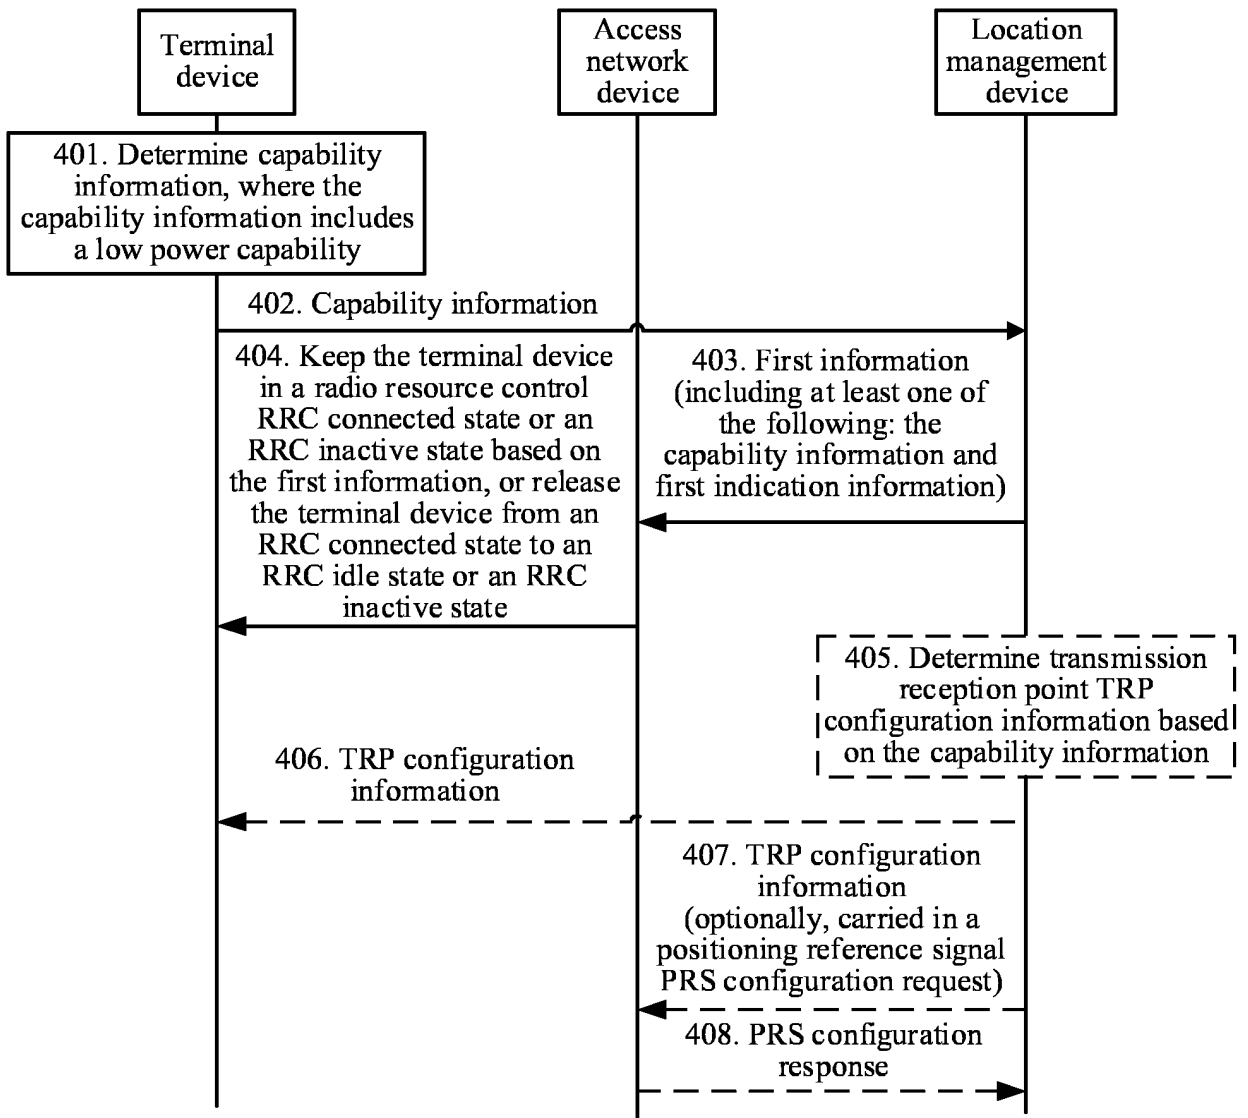 Terminal
device
Access
network
device
Location
management
device
401. Determine capability
information, where the
capability information includes
a low power capability
402. Capability information
404. Keep the terminal device
in a radio resource control
RRC connected state or an
RRC inactive state based on
the first information, or release
the terminal device from an
RRC connected state to an
RRC idle state or an RRC
inactive state
403. First information
(including at least one of
the following: the
capability information and
first indication information)
405. Determine transmission
reception point TRP
configuration information based
on the capability information
406. TRP configuration
information
407. TRP configuration
information
(optionally, carried in a
positioning reference signal
PRS configuration request)
408. PRS configuration
response